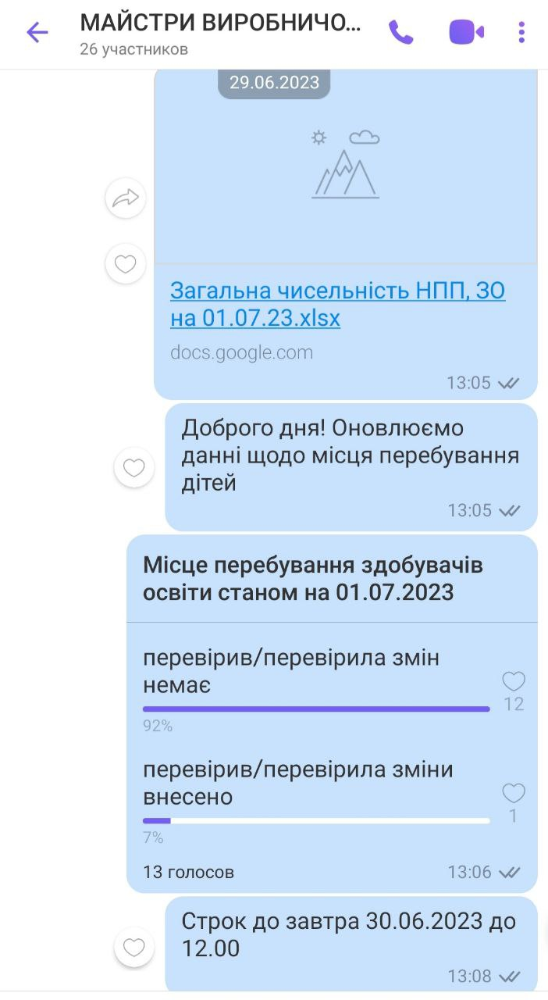 МАЙСТРИ ВИРОБНИЧО...
26 участников
29.06.2023
Загальна чисельність НПП, ЗО
на 01.07.23.xlsx
docs.google.com
13:05
Доброго дня! Оновлюємо
данні щодо місця перебування
дітей
13:05
Місце перебування здобувачів
освіти станом на 01.07.2023
перевірив/перевірила змін
немає
12
92%
перевірив/перевірила зміни
внесено
1
7%
13 голосов
13:06
Строк до завтра 30.06.2023 до
12.00
13:08